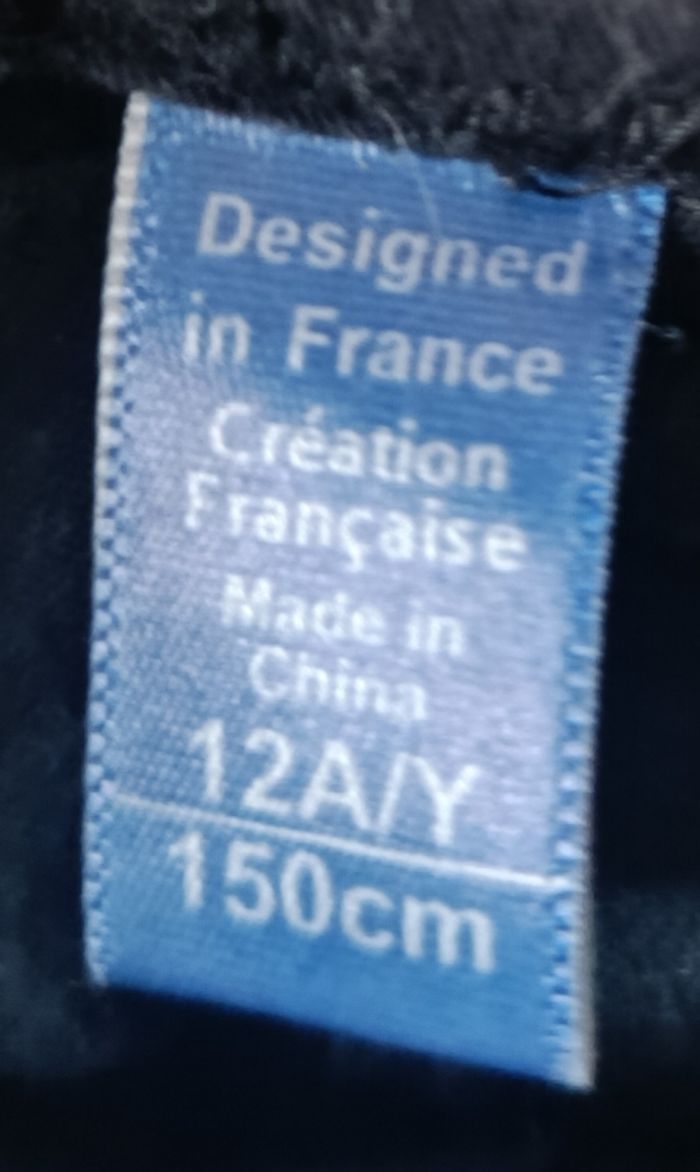 Designed
in France
Création
Française
Made in
China
12A/Y
150cm